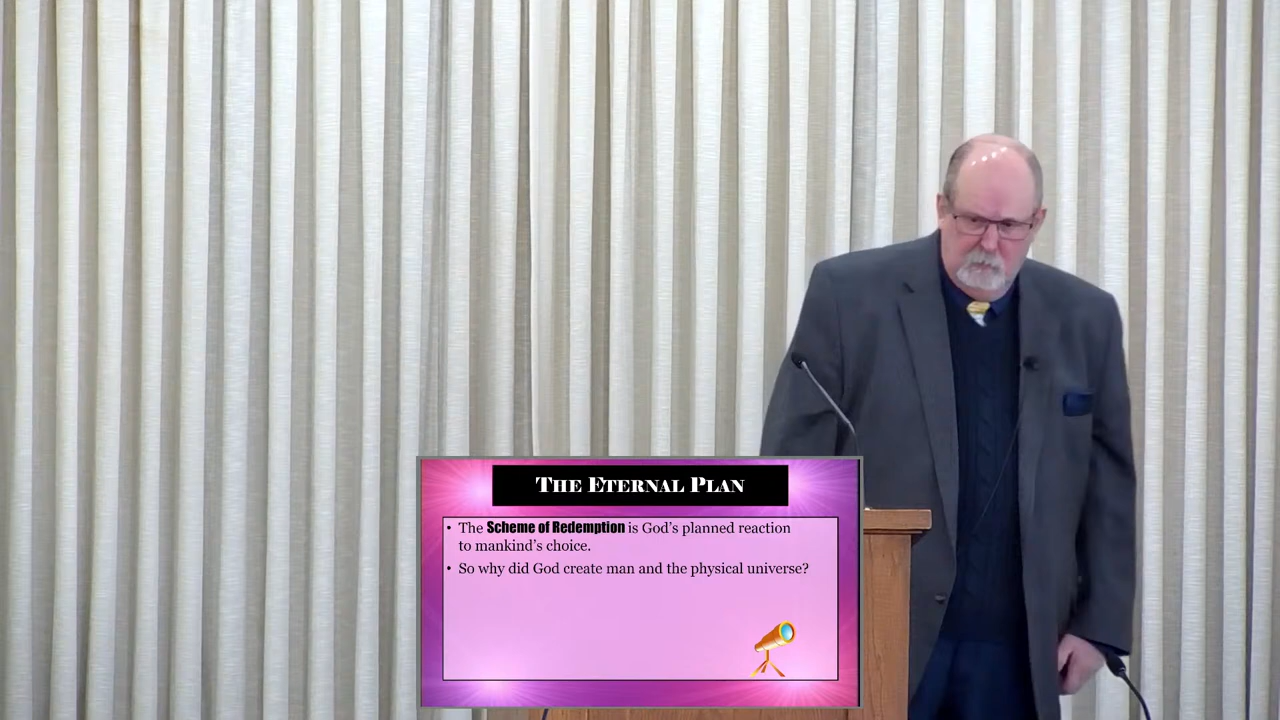 THE ETERNAL PLAN
• The Scheme of Redemption is God's planned reaction
to mankind's choice.
• So why did God create man and the physical universe?